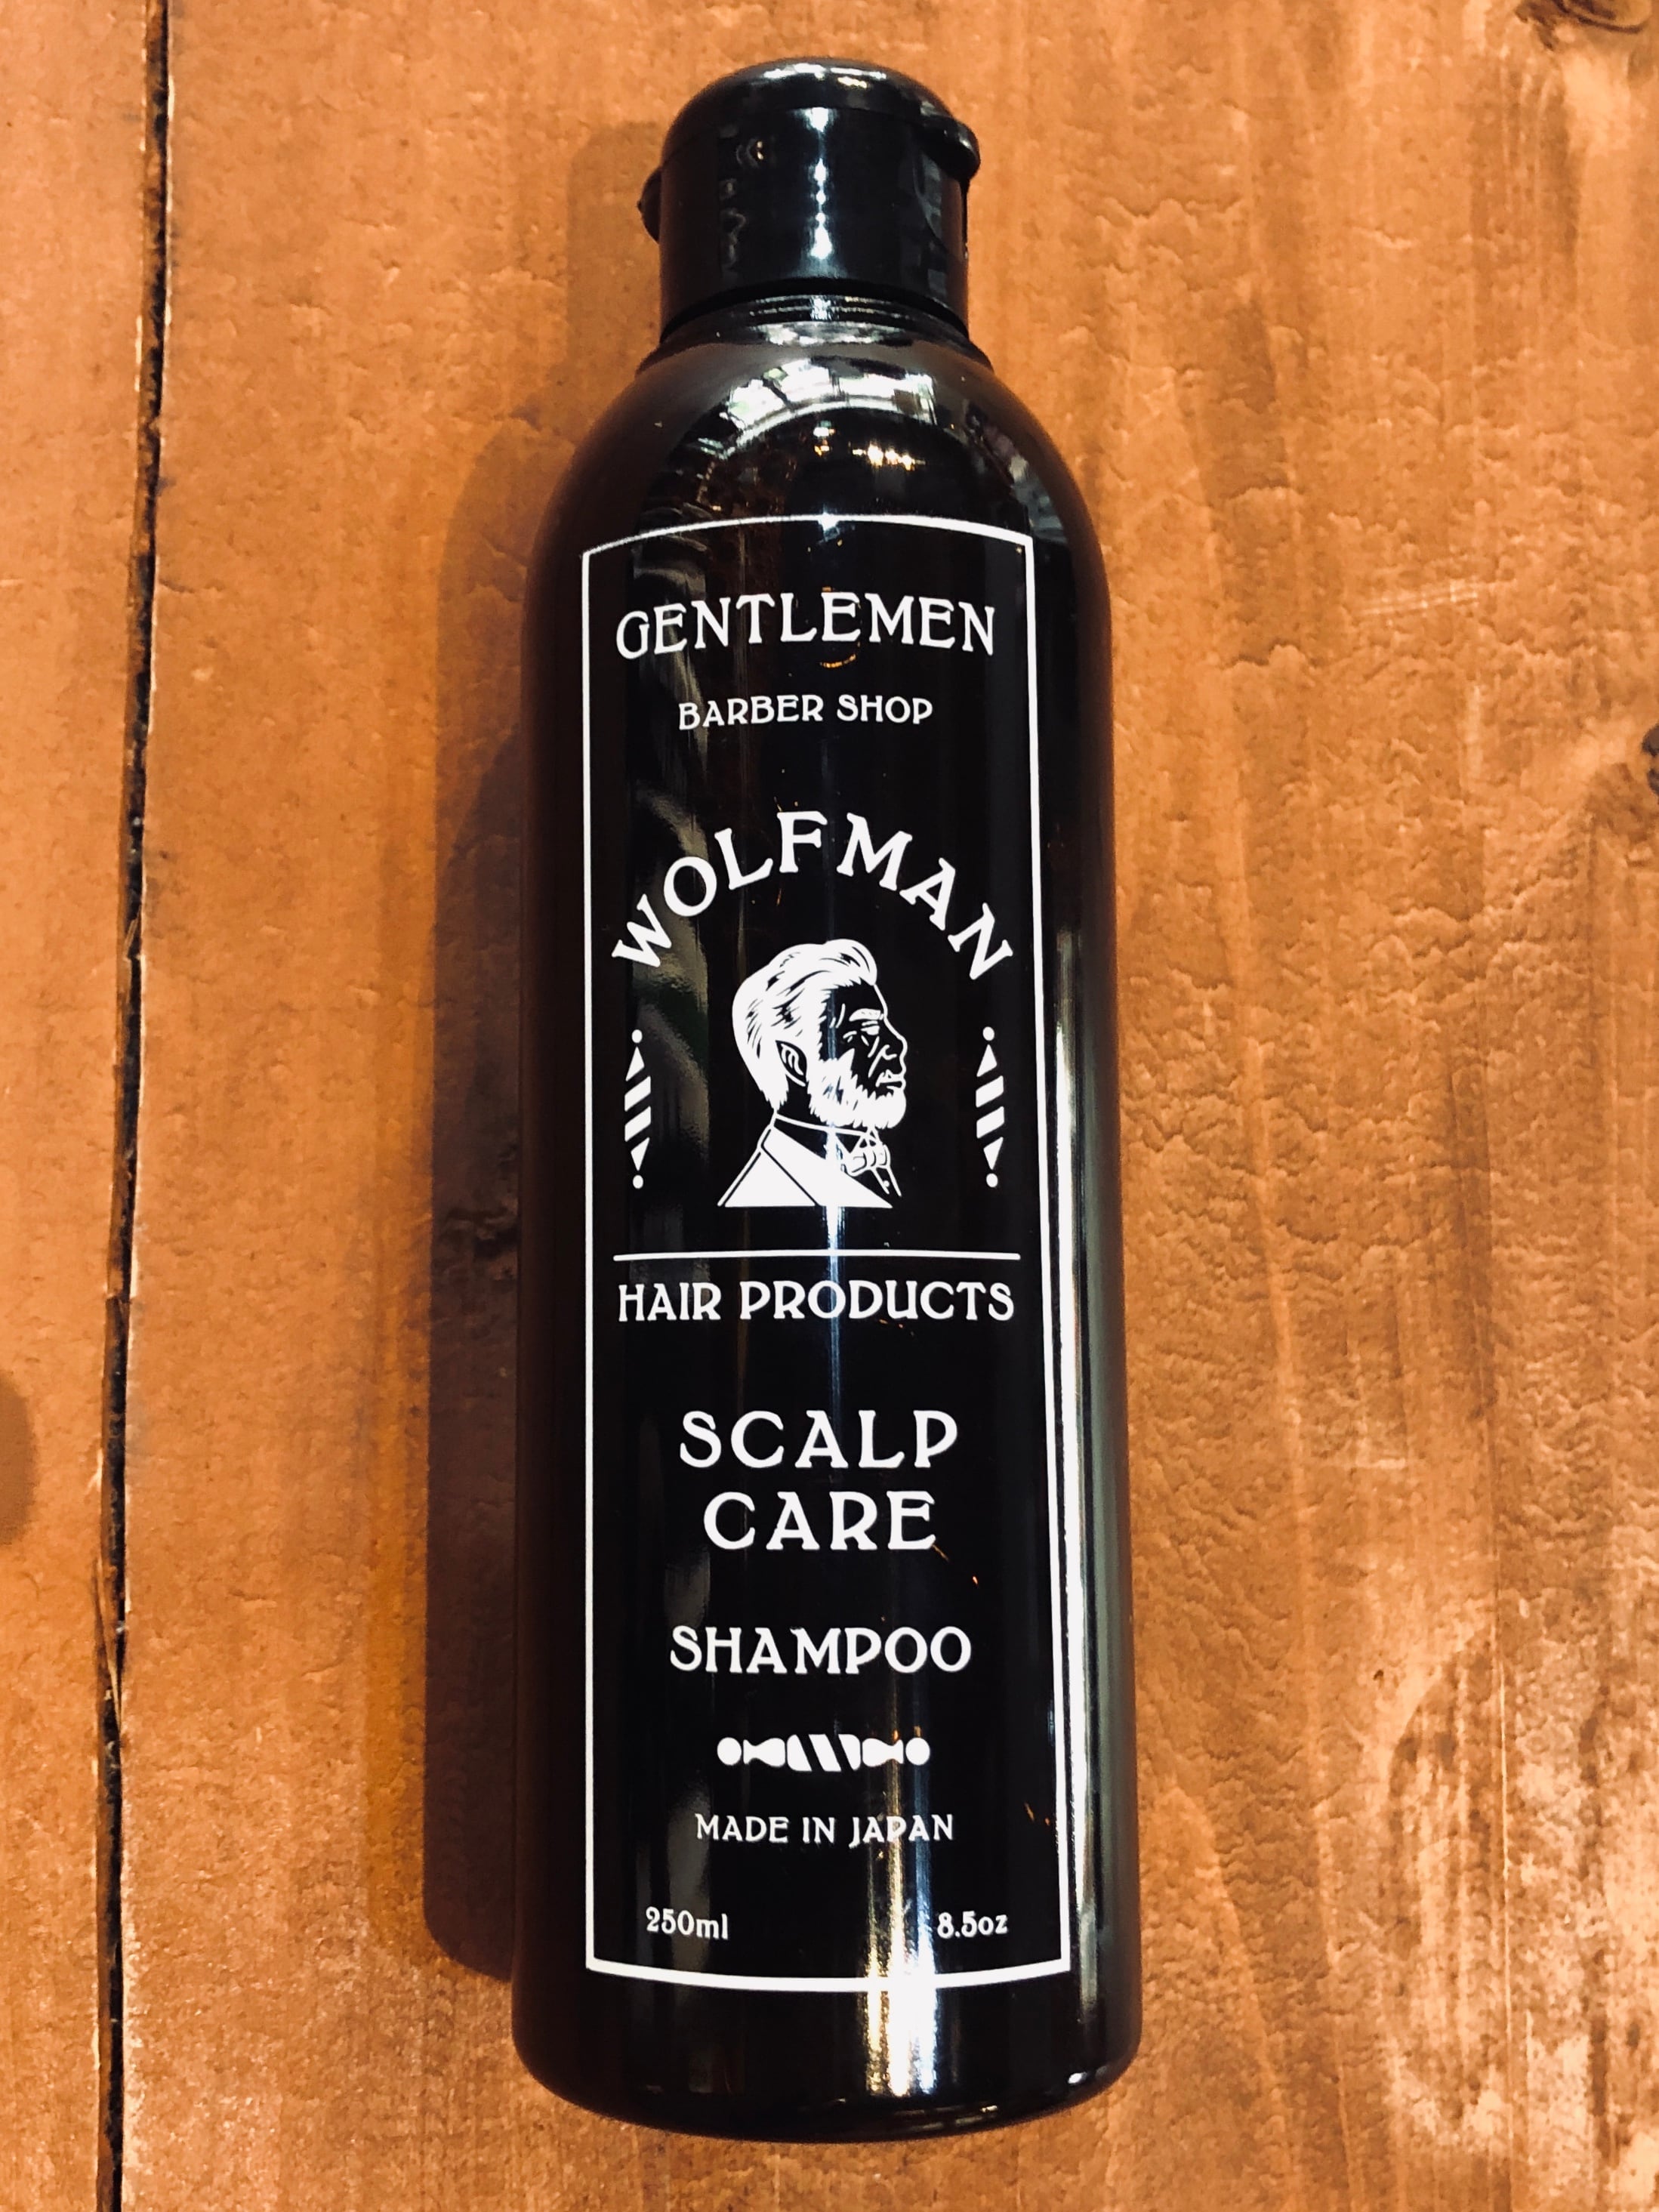 GENTLEMEN
BARBER SHOP
WOLFMAN
HAIR PRODUCTS
SCALP
CARE
SHAMPOO
MADE IN JAPAN
250ml 8.5oz